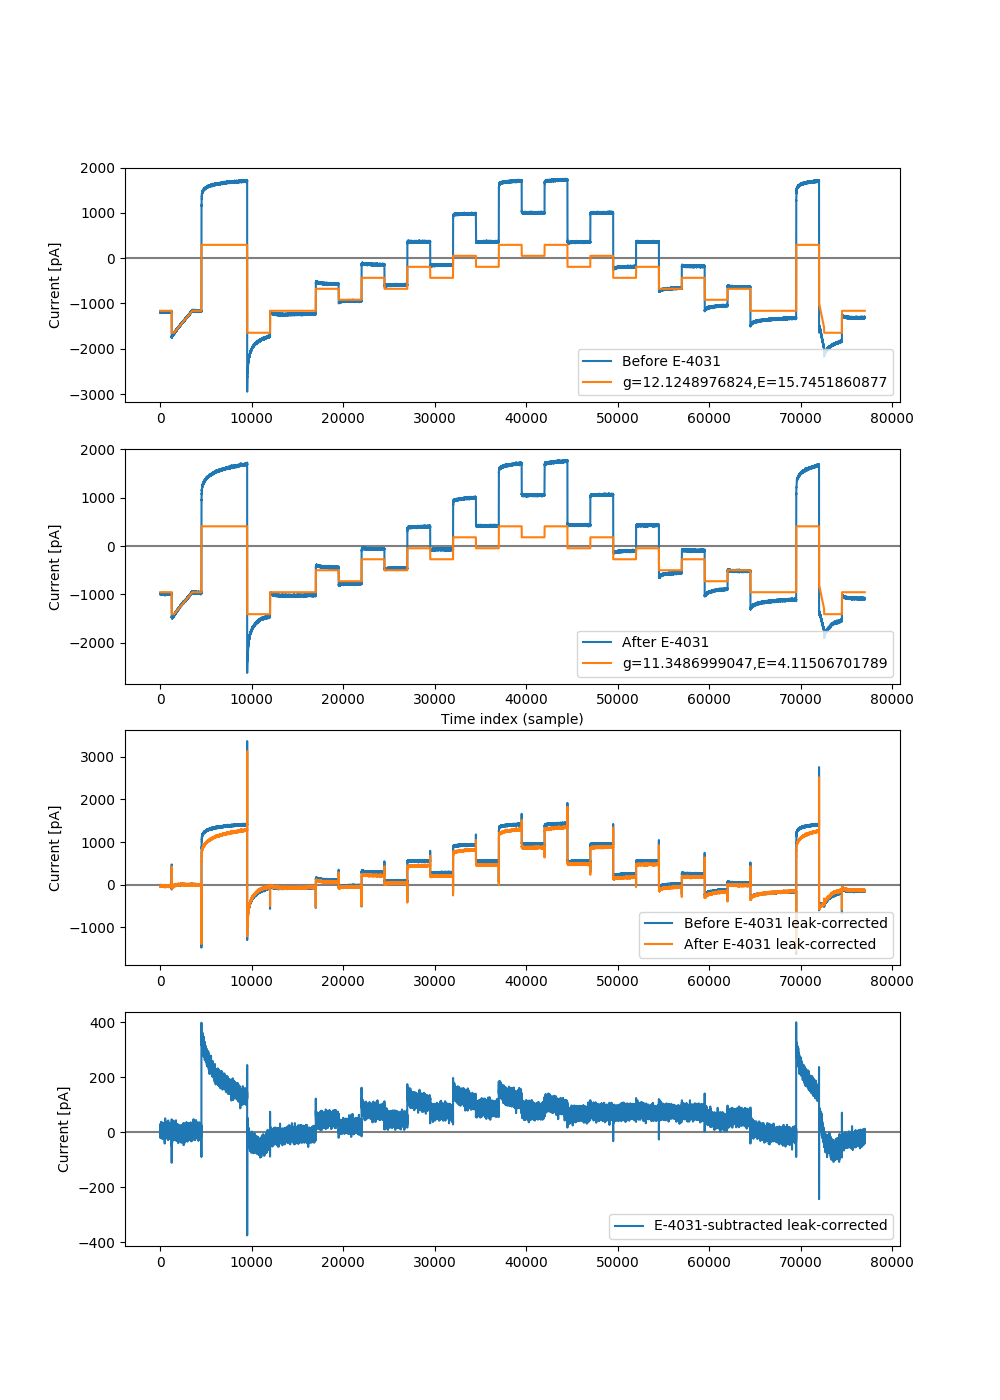 2000
1000
0
−1000
−2000
−3000
Current [pA]
Before E-4031
g=12.1248976824,E=15.7451860877
0 10000 20000 30000 40000 50000 60000 70000 80000
2000
1000
0
−1000
−2000
Current [pA]
After E-4031
g=11.3486999047,E=4.11506701789
0 10000 20000 30000 40000 50000 60000 70000 80000
Time index (sample)
3000
2000
1000
0
−1000
Current [pA]
Before E-4031 leak-corrected
After E-4031 leak-corrected
0 10000 20000 30000 40000 50000 60000 70000 80000
400
200
0
−200
−400
Current [pA]
E-4031-subtracted leak-corrected
0 10000 20000 30000 40000 50000 60000 70000 80000